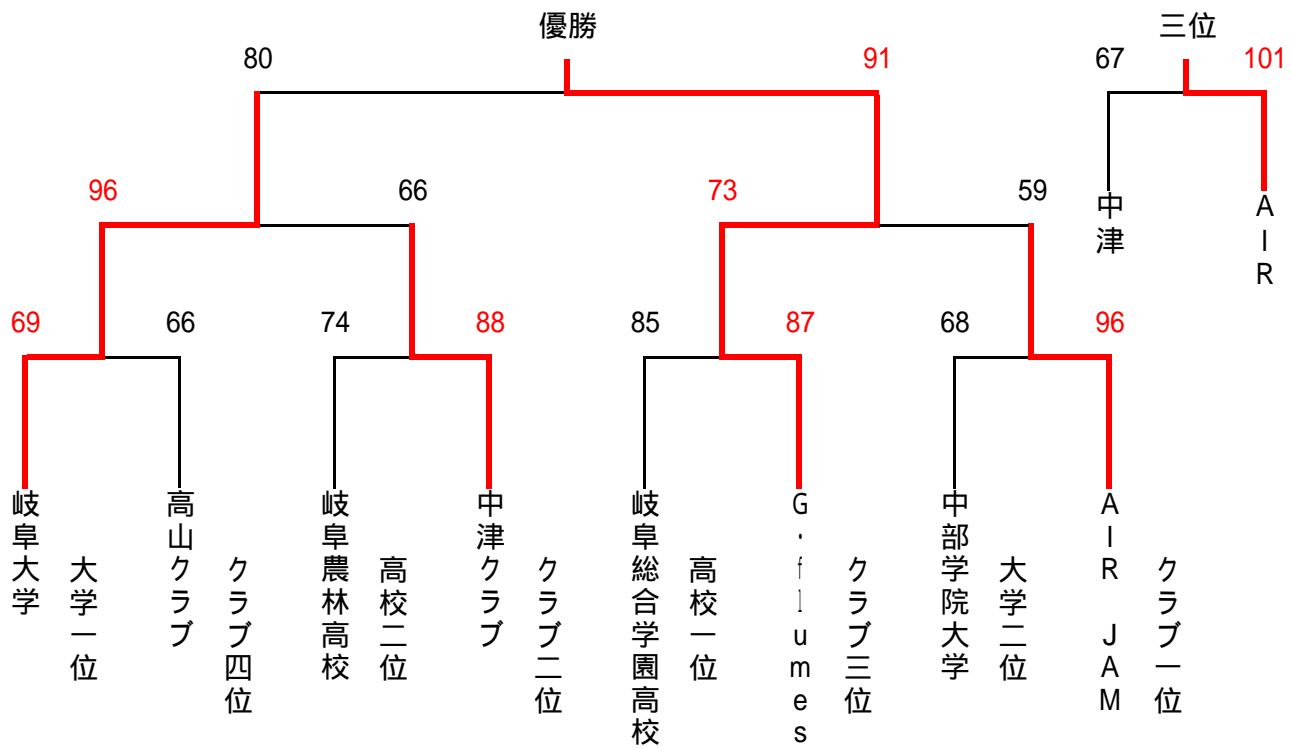 優勝
三位
80
91
67
101
96
66
73
59
中津
AIR
69
66
74
88
85
87
68
96
岐阜大学
大学一位
高山クラブ
クラブ四位
岐阜農林高校
高校二位
中津クラブ
クラブ二位
岐阜総合学園高校
高校一位
G・flumes
クラブ三位
中部学院大学
大学二位
AIR JAM
クラブ一位